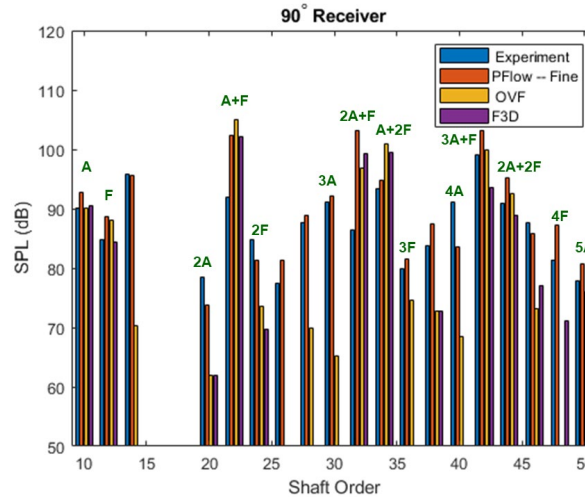 90° Receiver
SPL (dB)
120
110
100
90
80
70
60
50
Experiment
PFlow -- Fine
OVF
F3D
A
F
2A
A+F
2F
3A
2A+F
A+2F
3F
4A
3A+F
2A+2F
4F
5A
10
15
20
25
30
35
40
45
5
Shaft Order